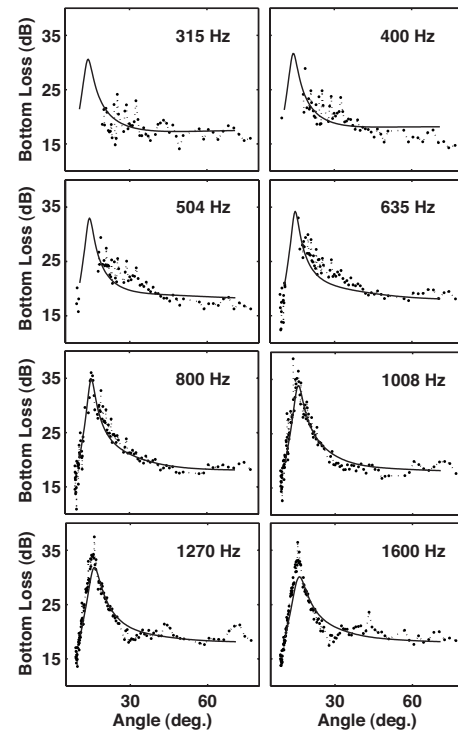 315 Hz
400 Hz
Bottom Loss (dB)
35
25
15
504 Hz
635 Hz
Bottom Loss (dB)
35
25
15
800 Hz
1008 Hz
Bottom Loss (dB)
35
25
15
1270 Hz
1600 Hz
Bottom Loss (dB)
35
25
15
30 60
30 60
Angle (deg.)
Angle (deg.)